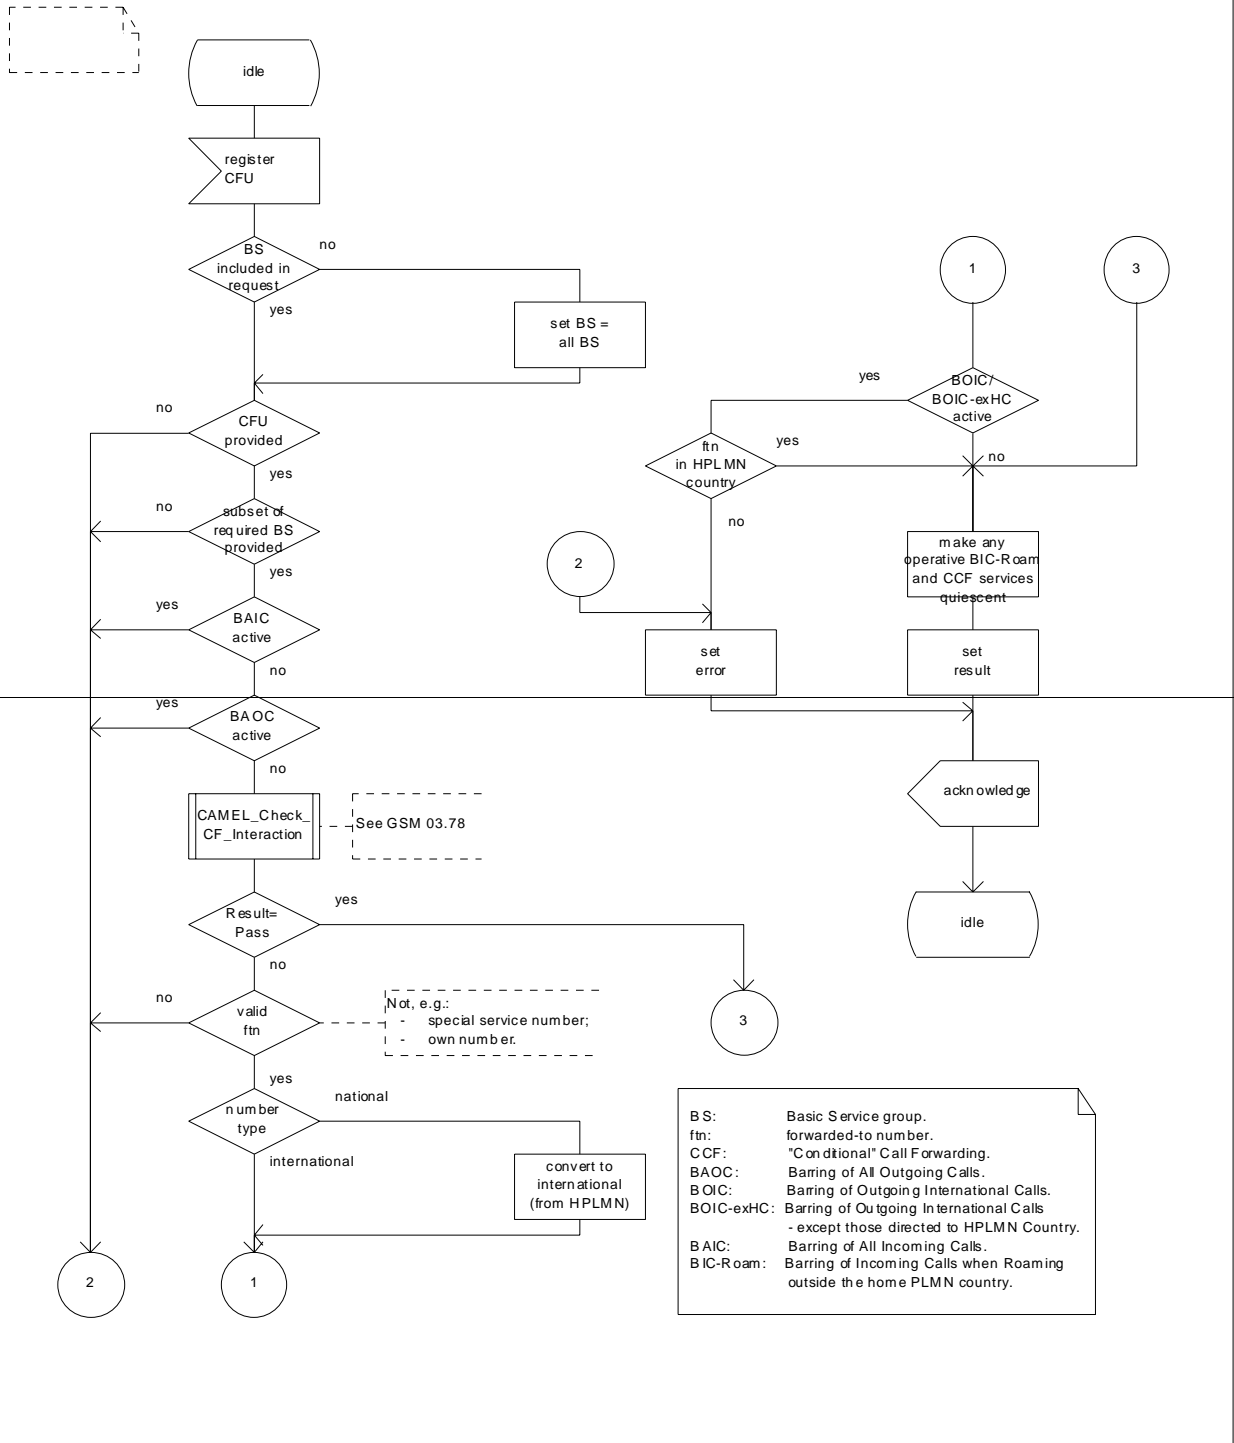 idle
register
CFU
BS
included in
request
no
yes
set BS =
all BS
no
CFU
provided
yes
no
subset of
required BS
provided
yes
yes
BAIC
active
no
yes
BAOC
active
no
CAMEL_Check_
CF_Interaction
See GSM 03.78
Result=
Pass
yes
no
3
no
valid
ftn
Not, e.g.:
- special service number;
- own number.
yes
number
type
national
international
convert to
international
(from HPLMN)
2
1
1
3
yes
BOIC/
BOIC-exHC
active
no
ftn
in HPLMN
country
yes
no
2
make any
operative BIC-Roam
and CCF services
quiescent
set
error
set
result
acknowledge
idle
BS: Basic Service group.
ftn: forwarded-to number.
CCF: "Conditional" Call Forwarding.
BAOC: Barring of All Outgoing Calls.
BOIC: Barring of Outgoing International Calls.
BOIC-exHC: Barring of Outgoing International Calls
- except those directed to HPLMN Country.
BAIC: Barring of All Incoming Calls.
BIC-Roam: Barring of Incoming Calls when Roaming
outside the home PLMN country.